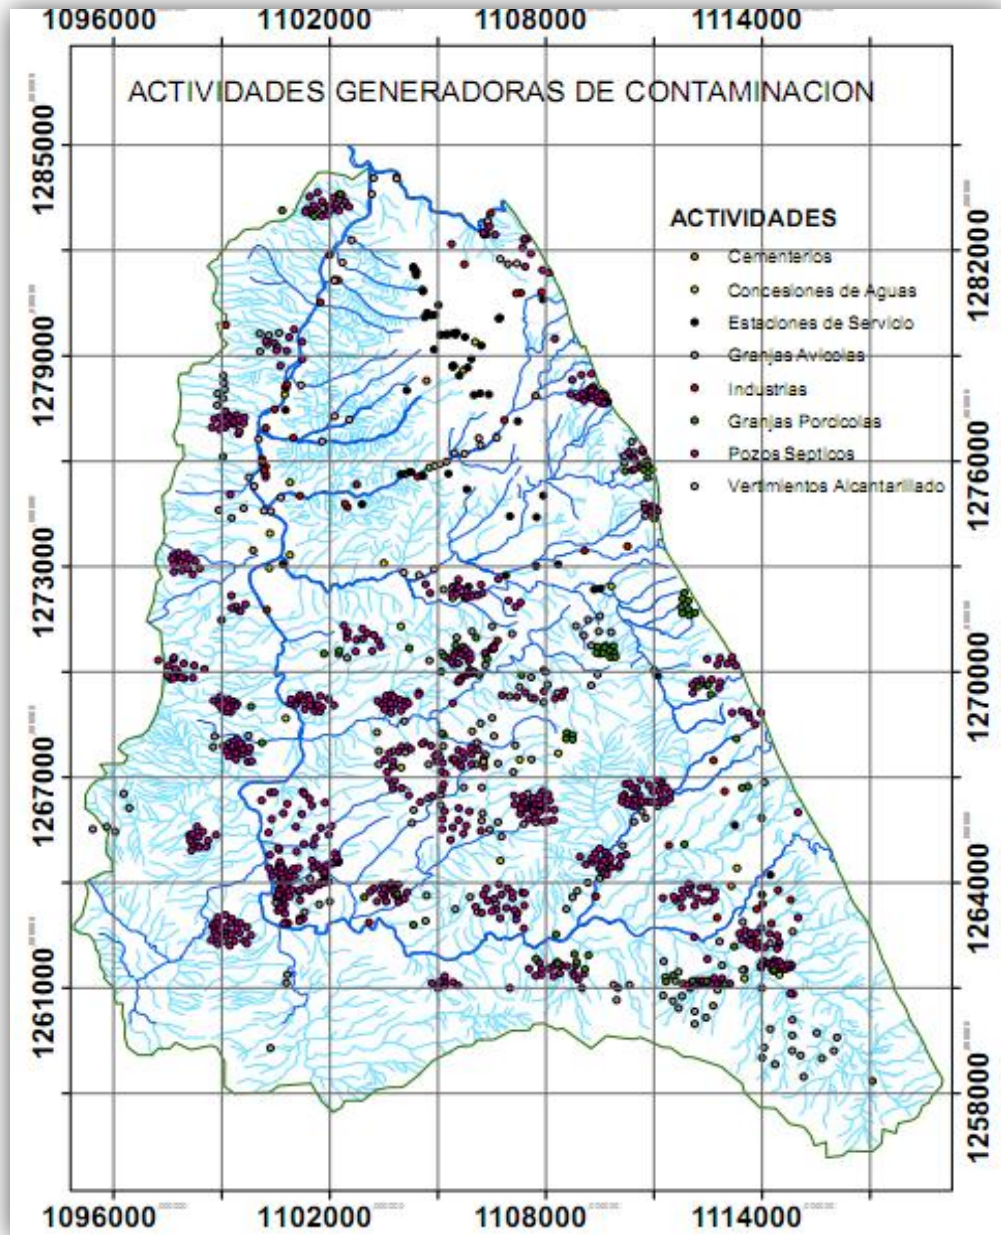 1096000 1102000 1108000 1114000
ACTIVIDADES GENERADORAS DE CONTAMINACION
1285000
1282000
1279000
1276000
1273000
1270000
1267000
1264000
1261000
1258000
ACTIVIDADES
Cementerios
Concesiones de Aguas
Estaciones de Servicio
Granjas Avicolas
Industrias
Granjas Porcicolas
Pozos Septicos
Vertimientos Alcantarillado
1096000 1102000 1108000 1114000